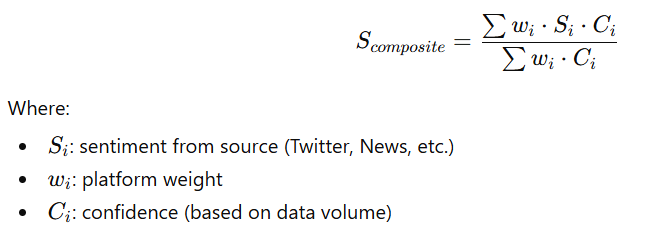 S_{composite} = \frac{\sum w_i \cdot S_i \cdot C_i}{\sum w_i \cdot C_i}
Where:
• S_i: sentiment from source (Twitter, News, etc.)
• w_i: platform weight
• C_i: confidence (based on data volume)